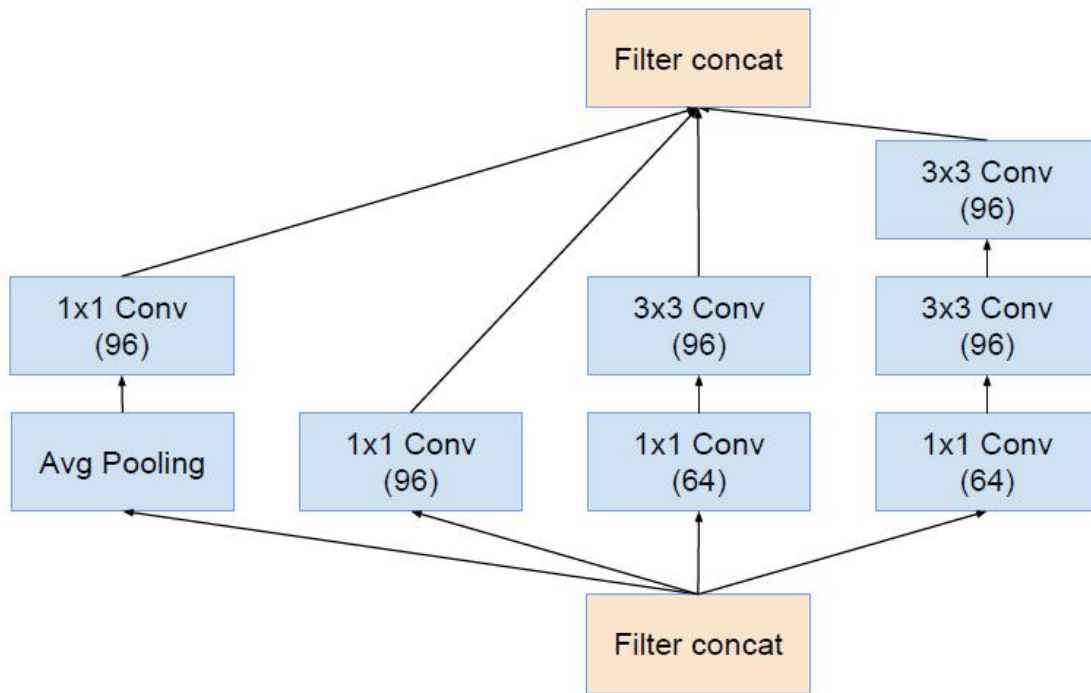 Filter concat
3x3 Conv
(96)
1x1 Conv
(96)
3x3 Conv
(96)
3x3 Conv
(96)
Avg Pooling
1x1 Conv
(96)
1x1 Conv
(64)
1x1 Conv
(64)
Filter concat